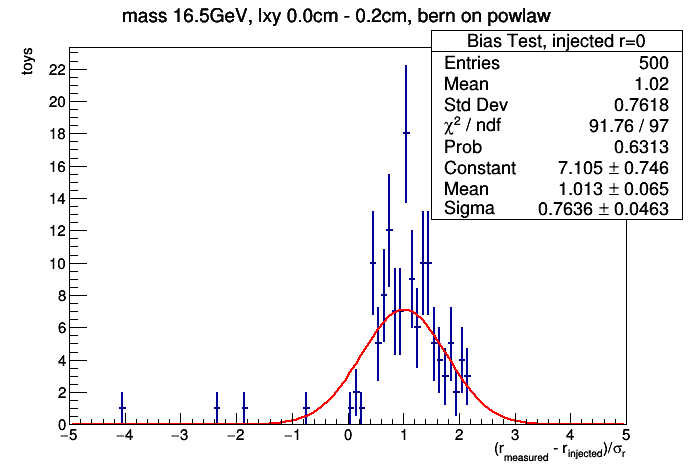 mass 16.5GeV, lxy 0.0cm - 0.2cm, bern on powlaw
toys
Bias Test, injected r=0
Entries 500
Mean 1.02
Std Dev 0.7618
χ² / ndf 91.76 / 97
Prob 0.6313
Constant 7.105 ± 0.746
Mean 1.013 ± 0.065
Sigma 0.7636 ± 0.0463
22
20
18
16
14
12
10
8
6
4
2
0
−5 −4 −3 −2 −1 0 1 2 3 4 5
(r_measured - r_injected)/σ_r